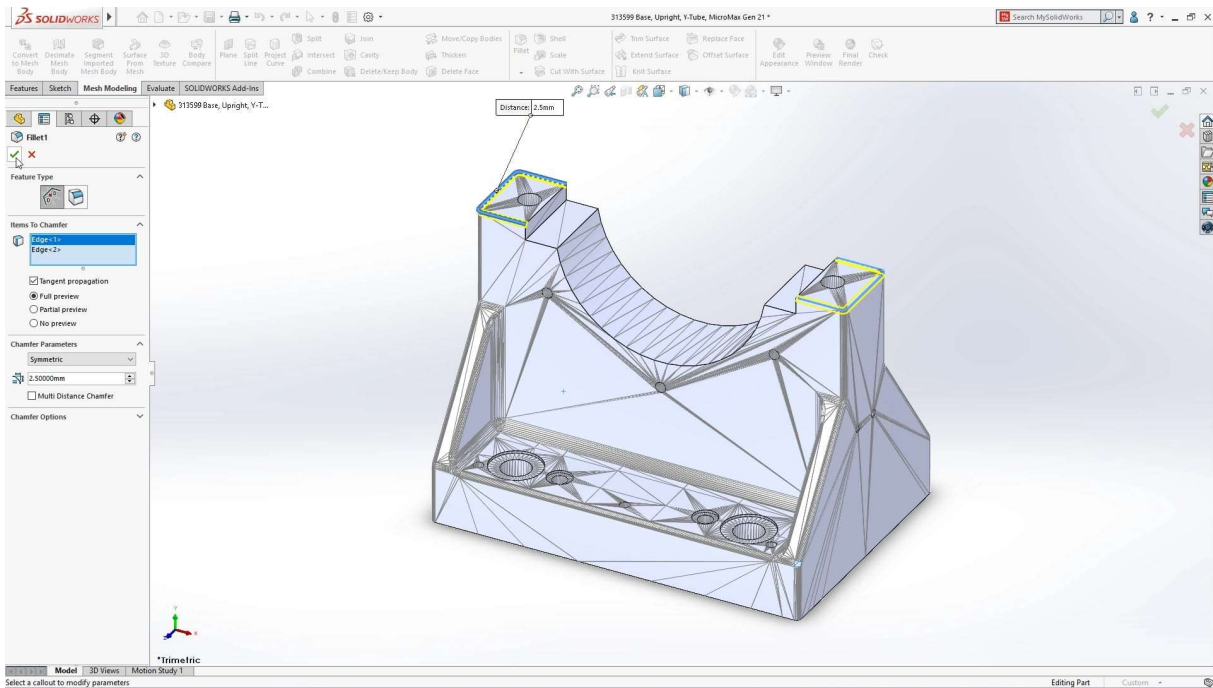 SOLIDWORKS
313599 Base, Upright, Y-Tube, MicroMax Gen 21 *
Search MySolidWorks
?
Convert to Mesh Body
Decimate Mesh Body
Segment Imported Mesh Body
Surface From Mesh
3D Texture
Body Compare
Plane
Split Line
Project Curve
Split
Intersect
Combine
Join
Cavity
Delete/Keep Body
Move/Copy Bodies
Thicken
Delete Face
Fillet
Shell
Scale
Cut With Surface
Trim Surface
Extend Surface
Knit Surface
Replace Face
Offset Surface
Edit Appearance
Preview Window
Final Render
Check
Features
Sketch
Mesh Modeling
Evaluate
SOLIDWORKS Add-Ins
313599 Base, Upright, Y-T...
Distance: 2.5mm
Fillet1
Feature Type
Items To Chamfer
Edge<1>
Edge<2>
Tangent propagation
Full preview
Partial preview
No preview
Chamfer Parameters
Symmetric
2.50000mm
Multi Distance Chamfer
Chamfer Options
Y
X
*Trimetric
Model
3D Views
Motion Study 1
Select a callout to modify parameters
Editing Part
Custom